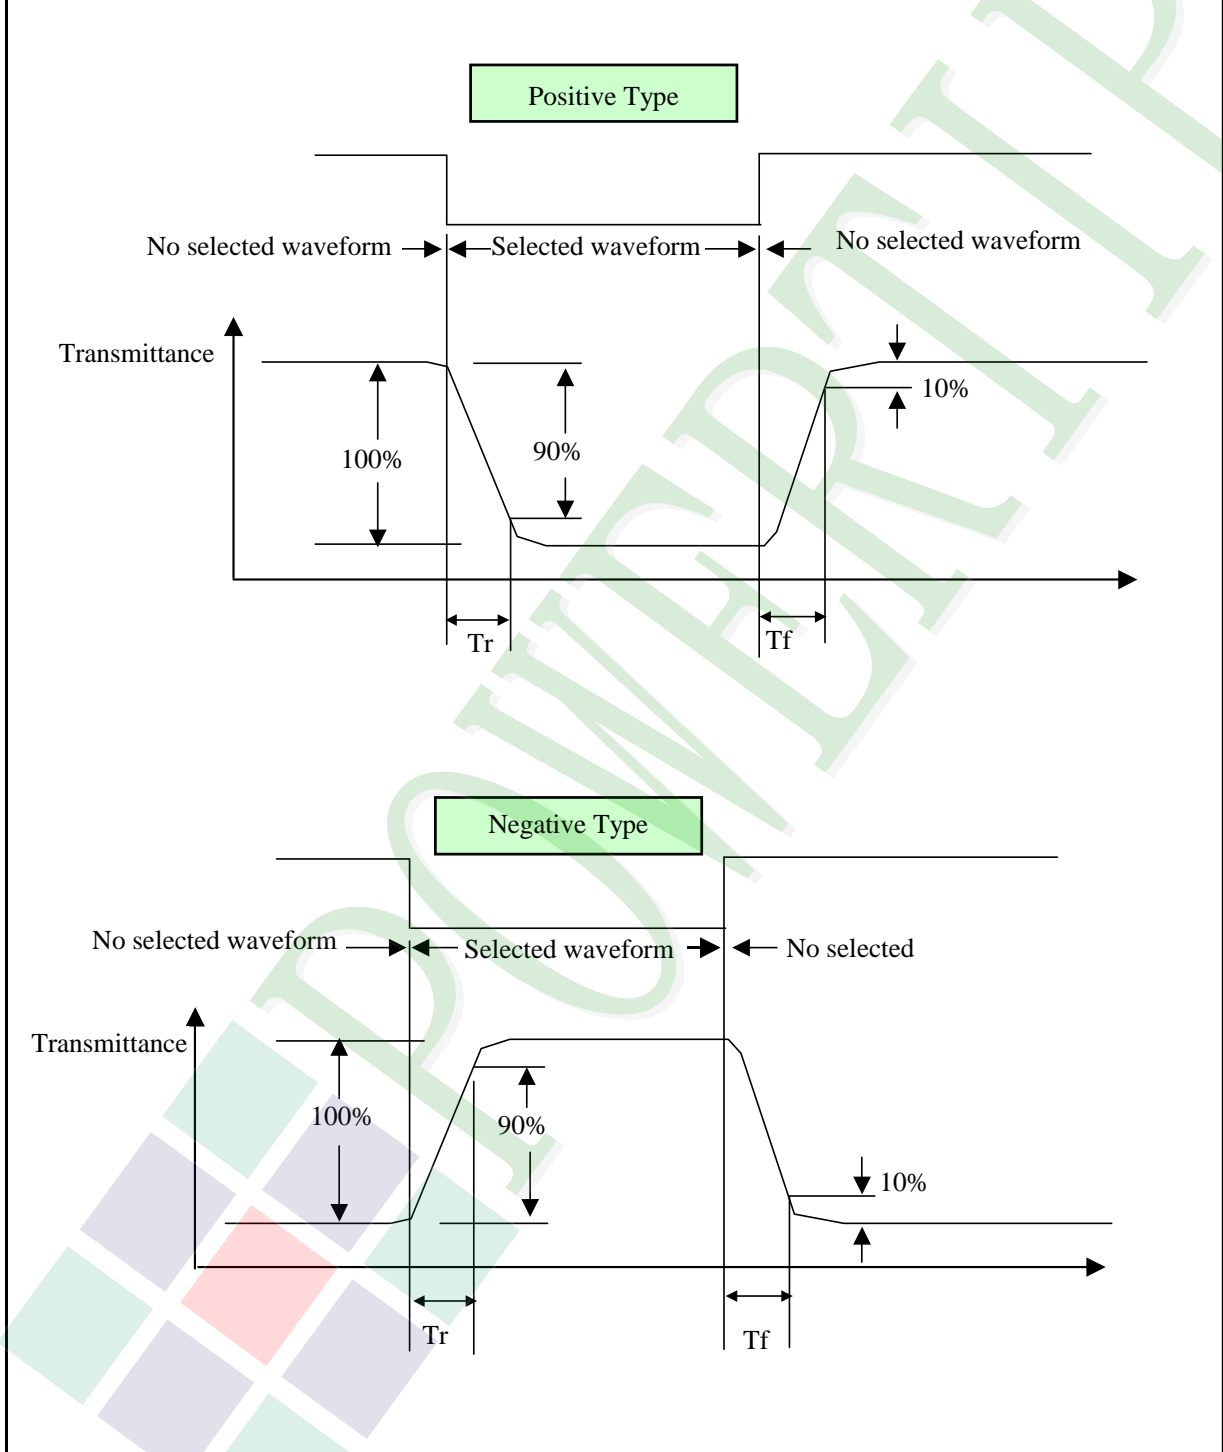 Positive Type
No selected waveform
Selected waveform
No selected waveform
Transmittance
10%
90%
100%
Tr
Tf
Negative Type
No selected waveform
Selected waveform
No selected
Transmittance
100%
90%
10%
Tr
Tf
POWERTIP